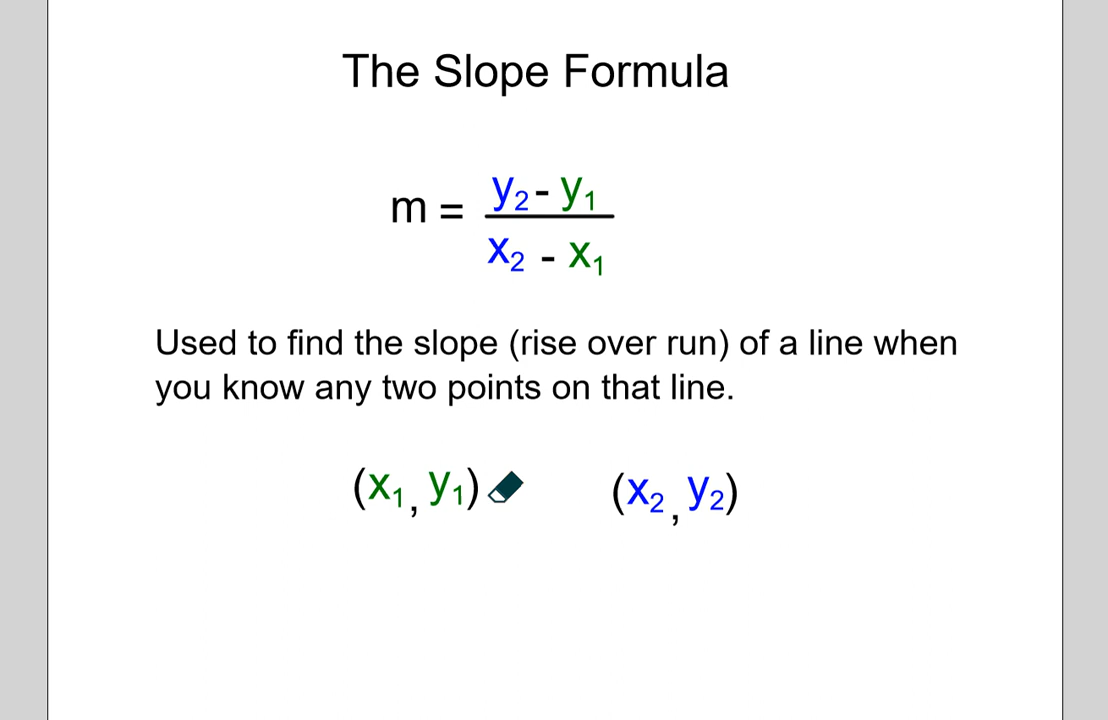 The Slope Formula
m = y₂ - y₁
x₂ - x₁
Used to find the slope (rise over run) of a line when
you know any two points on that line.
(x₁, y₁) (x₂, y₂)